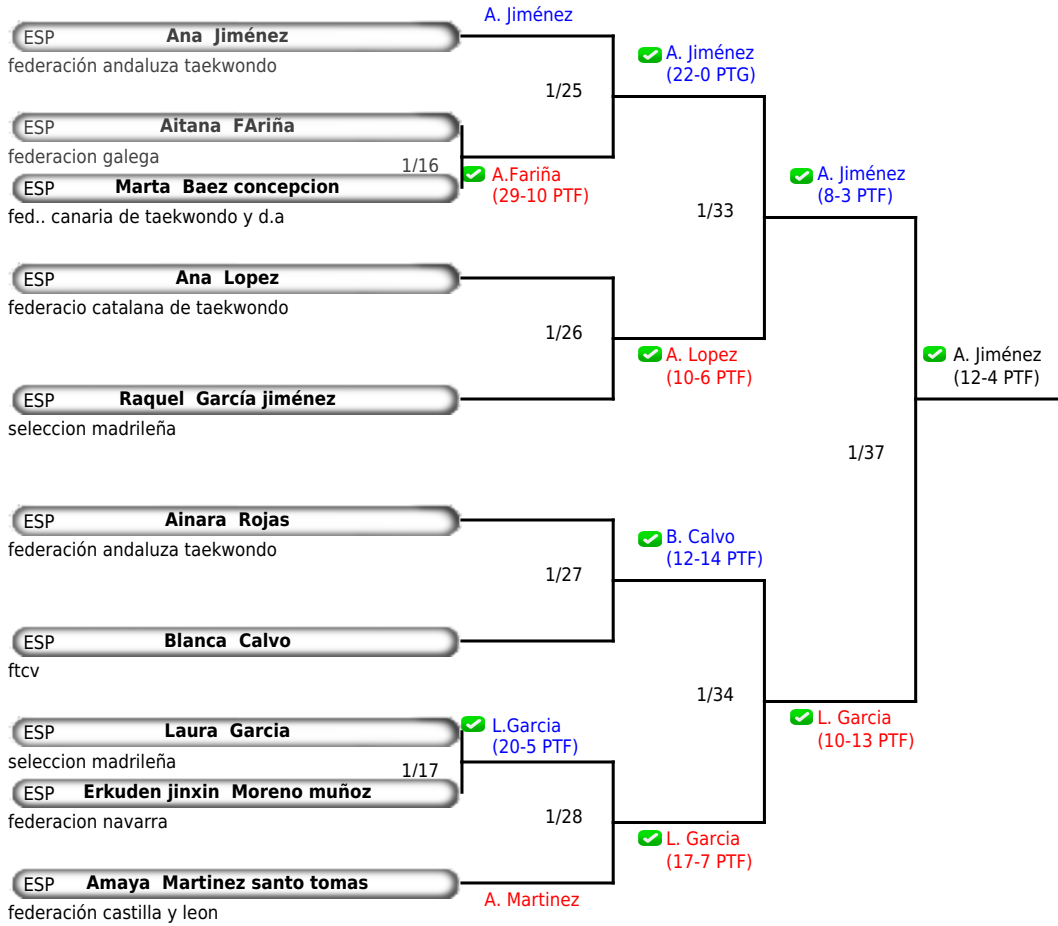 A. Jiménez
ESP Ana Jiménez
federación andaluza taekwondo
A. Jiménez
(22-0 PTG)
1/25
ESP Aitana FAriña
federacion galega
1/16
A.Fariña
(29-10 PTF)
ESP Marta Baez concepcion
fed.. canaria de taekwondo y d.a
A. Jiménez
(8-3 PTF)
1/33
ESP Ana Lopez
federacio catalana de taekwondo
1/26
A. Lopez
(10-6 PTF)
A. Jiménez
(12-4 PTF)
ESP Raquel García jiménez
seleccion madrileña
1/37
ESP Ainara Rojas
federación andaluza taekwondo
B. Calvo
(12-14 PTF)
1/27
ESP Blanca Calvo
ftcv
1/34
L. Garcia
(10-13 PTF)
ESP Laura Garcia
L.Garcia
(20-5 PTF)
seleccion madrileña
1/17
ESP Erkuden jinxin Moreno muñoz
federacion navarra
1/28
L. Garcia
(17-7 PTF)
ESP Amaya Martinez santo tomas
A. Martinez
federación castilla y leon